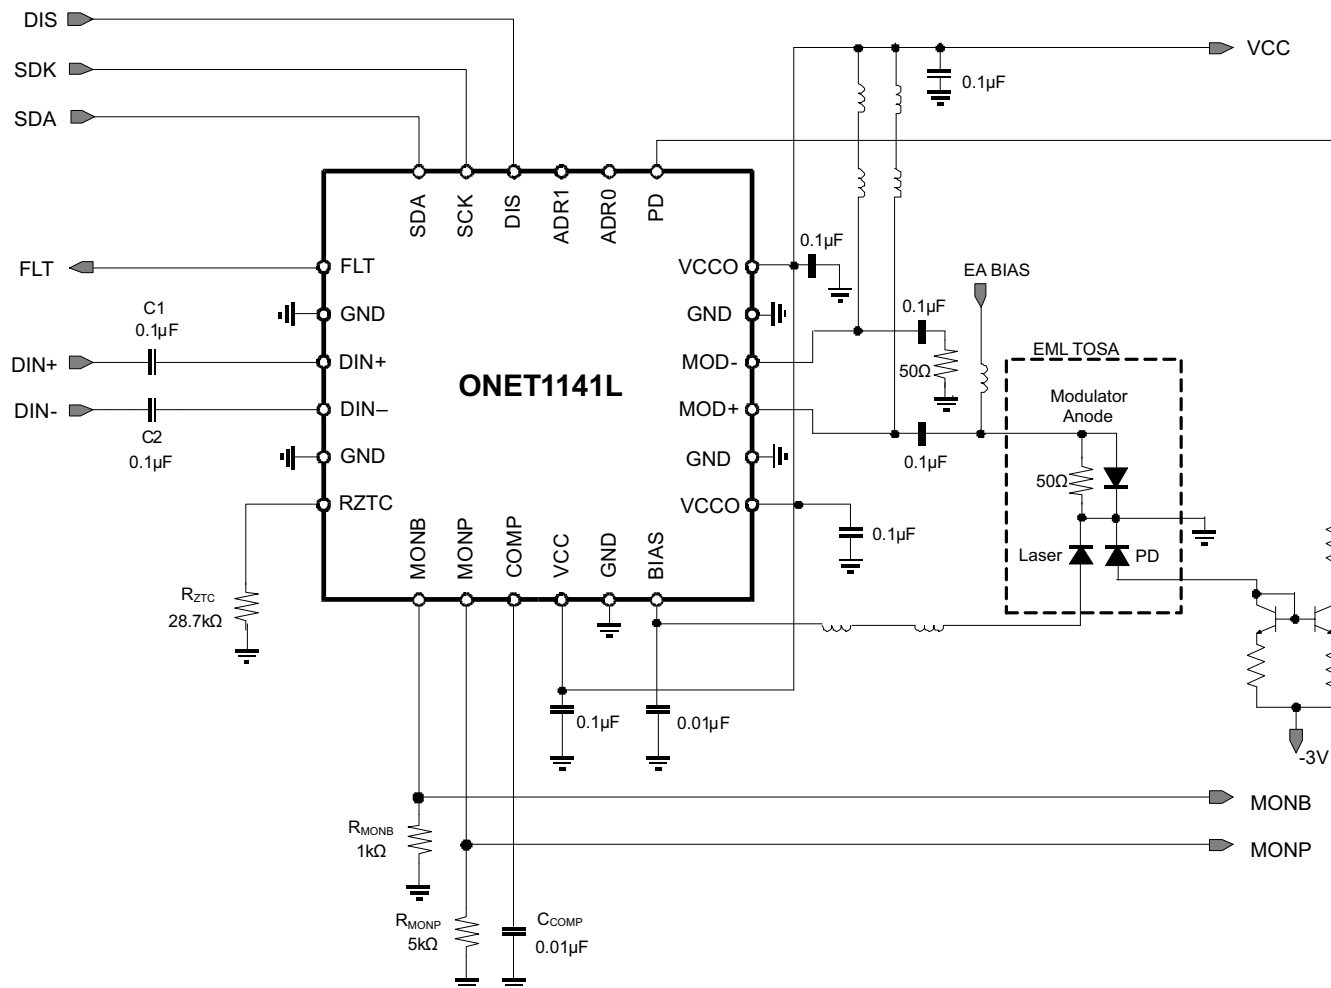 DIS
SDK
SDA
VCC
0.1µF
SDA
SCK
DIS
ADR1
ADR0
PD
FLT
FLT
VCCO
0.1µF
EA BIAS
GND
GND
C1
0.1µF
0.1µF
DIN+
DIN+
MOD-
50Ω
EML TOSA
ONET1141L
Modulator
Anode
DIN-
DIN–
MOD+
C2
0.1µF
0.1µF
GND
GND
50Ω
RZTC
VCCO
0.1µF
MONB
MONP
COMP
VCC
GND
BIAS
Laser
PD
RZTC
28.7kΩ
0.1µF
0.01µF
-3V
MONB
RMONB
1kΩ
MONP
RMONP
5kΩ
CCOMP
0.01µF